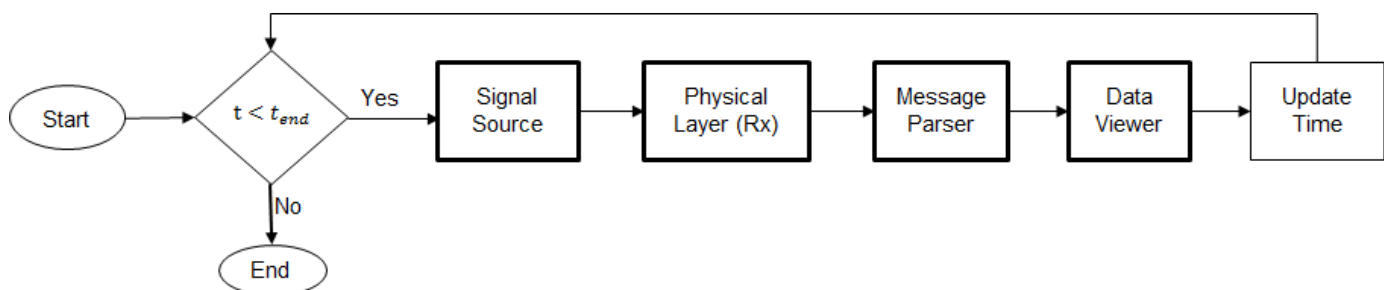 Start
t < t_end
Yes
Signal
Source
Physical
Layer (Rx)
Message
Parser
Data
Viewer
Update
Time
No
End